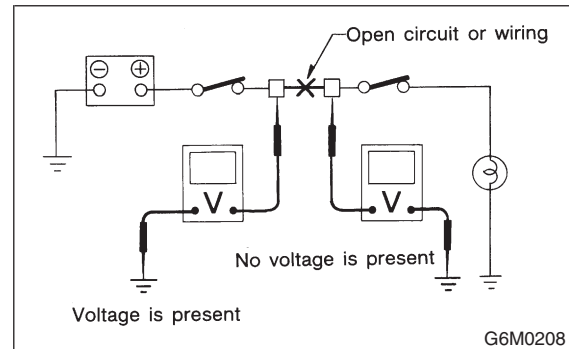 Open circuit or wiring
− +
V V
No voltage is present
Voltage is present
G6M0208